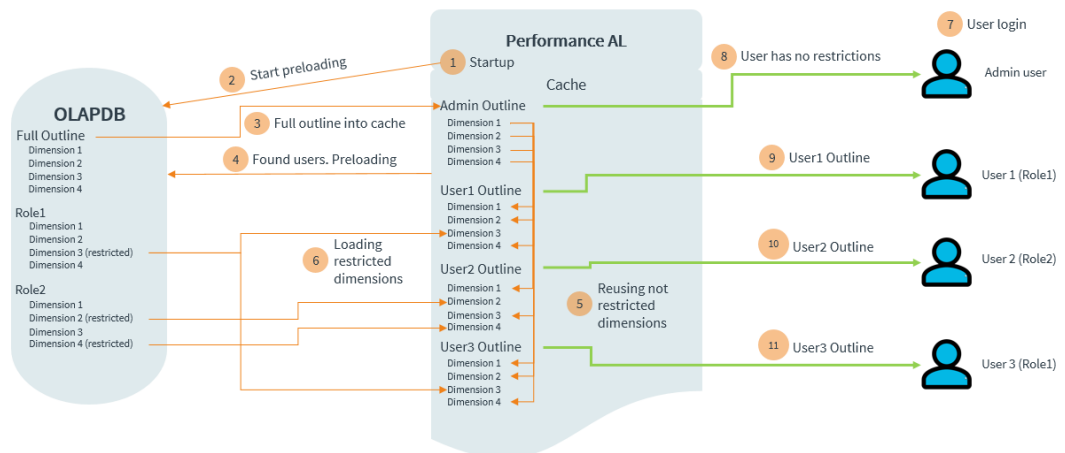 7 User login
Performance AL
8 User has no restrictions
1 Startup
2 Start preloading
Admin user
Cache
OLAPDB
Admin Outline
3 Full outline into cache
Full Outline
Dimension 1
Dimension 2
Dimension 3
Dimension 4
Dimension 1
Dimension 2
Dimension 3
Dimension 4
4 Found users. Preloading
9 User1 Outline
User 1 (Role1)
User1 Outline
Dimension 1
Dimension 2
Dimension 3
Dimension 4
Role1
Dimension 1
Dimension 2
Dimension 3 (restricted)
Dimension 4
6 Loading
restricted
dimensions
10 User2 Outline
User 2 (Role2)
User2 Outline
Dimension 1
Dimension 2
Dimension 3
Dimension 4
5 Reusing not
restricted
dimensions
Role2
Dimension 1
Dimension 2 (restricted)
Dimension 3
Dimension 4 (restricted)
User3 Outline
Dimension 1
Dimension 2
Dimension 3
Dimension 4
11 User3 Outline
User 3 (Role1)